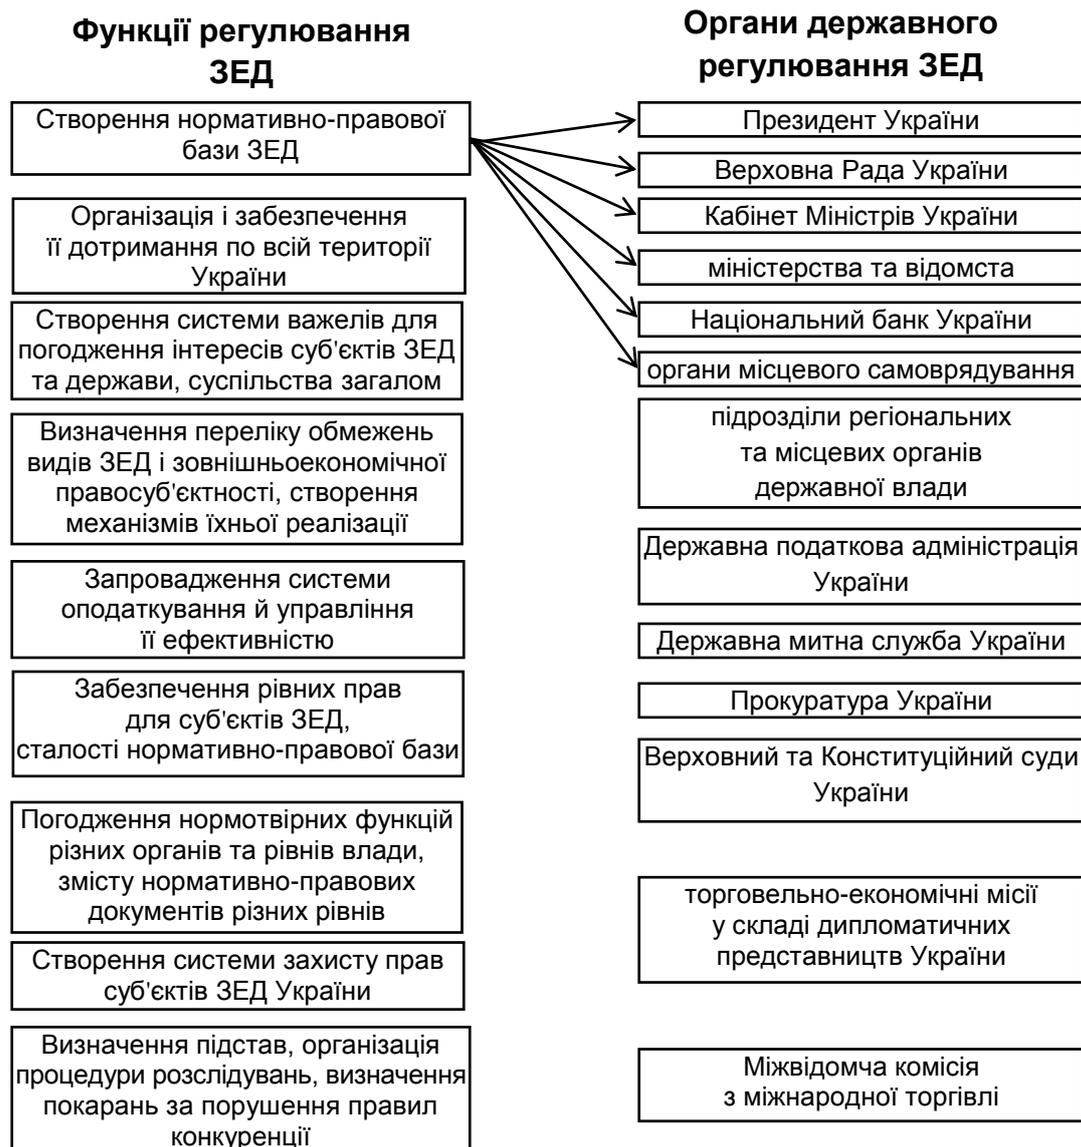 Функції регулювання
ЗЕД
Створення нормативно-правової
бази ЗЕД
Організація і забезпечення
її дотримання по всій території
України
Створення системи важелів для
погодження інтересів суб'єктів ЗЕД
та держави, суспільства загалом
Визначення переліку обмежень
видів ЗЕД і зовнішньоекономічної
правосуб'єктності, створення
механізмів їхньої реалізації
Запровадження системи
оподаткування й управління
її ефективністю
Забезпечення рівних прав
для суб'єктів ЗЕД,
сталості нормативно-правової бази
Погодження нормотвірних функцій
різних органів та рівнів влади,
змісту нормативно-правових
документів різних рівнів
Створення системи захисту прав
суб'єктів ЗЕД України
Визначення підстав, організація
процедури розслідувань, визначення
покарань за порушення правил
конкуренції
Органи державного
регулювання ЗЕД
Президент України
Верховна Рада України
Кабінет Міністрів України
міністерства та відомста
Національний банк України
органи місцевого самоврядування
підрозділи регіональних
та місцевих органів
державної влади
Державна податкова адміністрація
України
Державна митна служба України
Прокуратура України
Верховний та Конституційний суди
України
торговельно-економічні місії
у складі дипломатичних
представництв України
Міжвідомча комісія
з міжнародної торгівлі